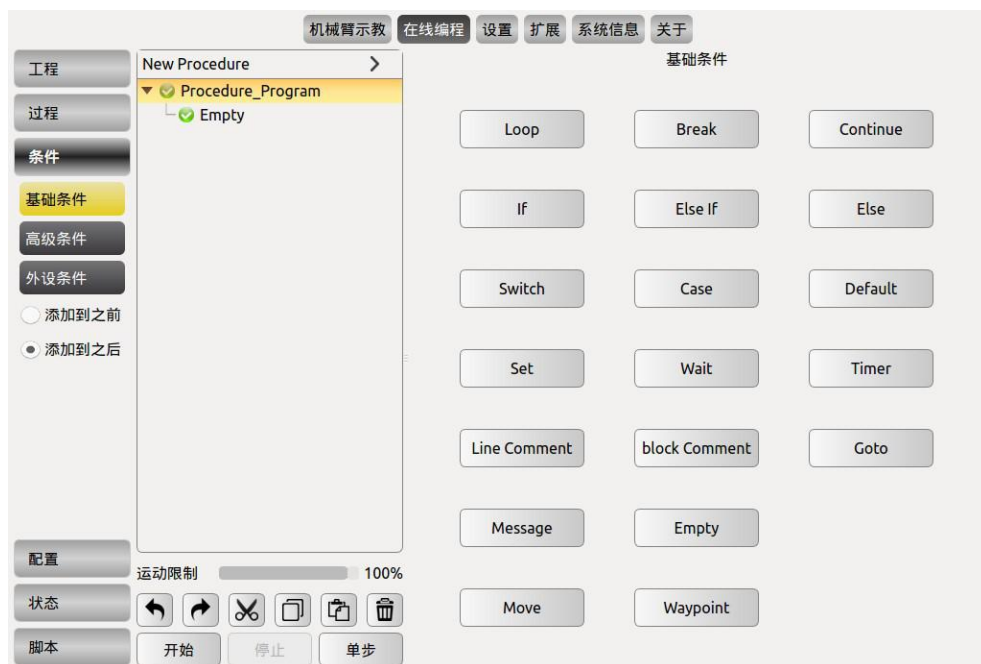 机械臂示教 在线编程 设置 扩展 系统信息 关于
工程
过程
条件
基础条件
高级条件
外设条件
添加到之前
添加到之后
配置
状态
脚本
New Procedure
Procedure_Program
Empty
运动限制 100%
开始 停止 单步
基础条件
Loop Break Continue
If Else If Else
Switch Case Default
Set Wait Timer
Line Comment block Comment Goto
Message Empty
Move Waypoint